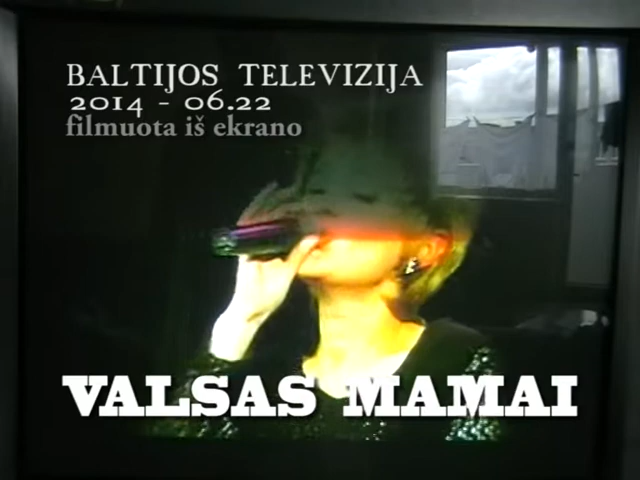 BALTIJOS TELEVIZIJA
2014 - 06.22
filmuota iš ekrano
VALSAS MAMAI